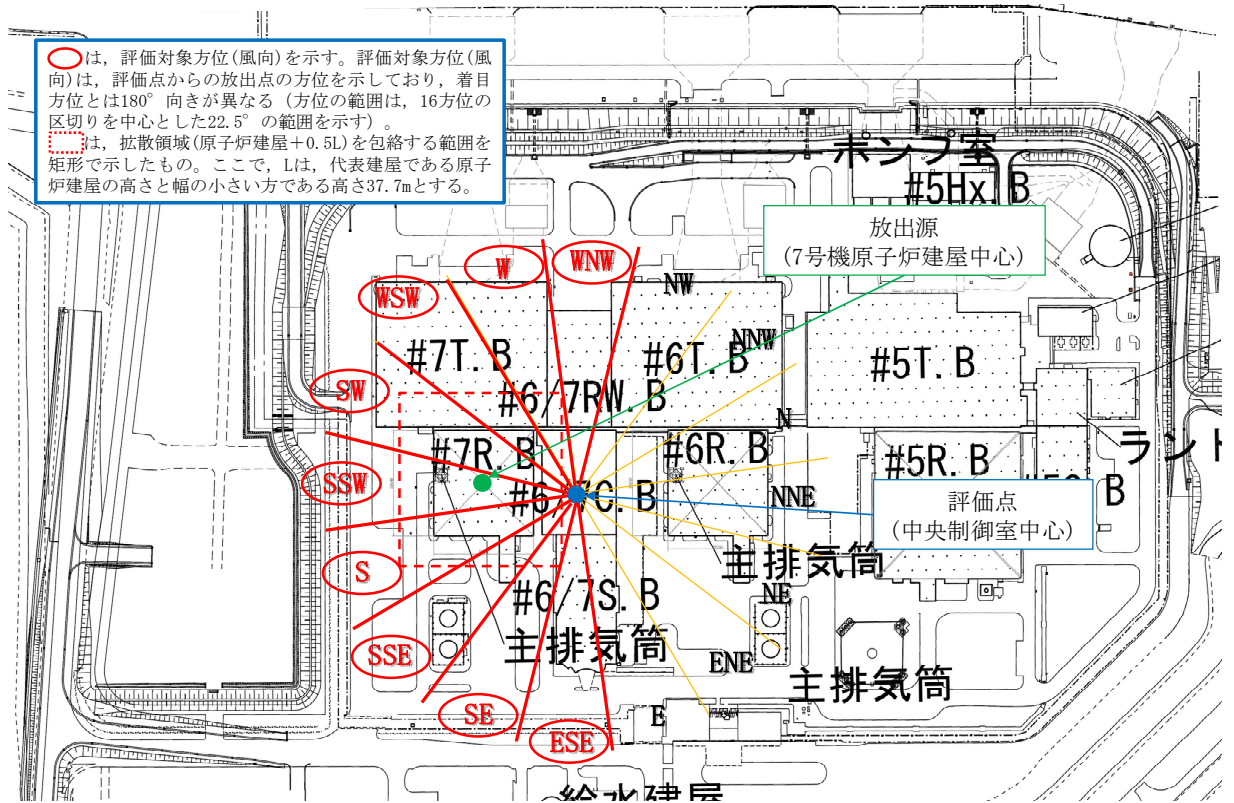 は，評価対象方位(風向)を示す。評価対象方位(風
向)は，評価点からの放出点の方位を示しており，着目
方位とは180°向きが異なる（方位の範囲は，16方位の
区切りを中心とした22.5°の範囲を示す）。
は，拡散領域(原子炉建屋＋0.5L)を包絡する範囲を
矩形で示したもの。ここで，Lは，代表建屋である原子
炉建屋の高さと幅の小さい方である高さ37.7mとする。
ポンプ室
#5Hx.B
放出源
(7号機原子炉建屋中心)
W
WNW
NW
WSW
NNW
#7T.B
#6T.B
#5T.B
#6/7RW.B
SW
N
#7R.B
#6R.B
#5R.B
ランド
SSW
#6/7C.B
NNE
B
評価点
(中央制御室中心)
S
主排気筒
#6/7S.B
NE
SSE
主排気筒
ENE
主排気筒
SE
E
ESE
給水建屋